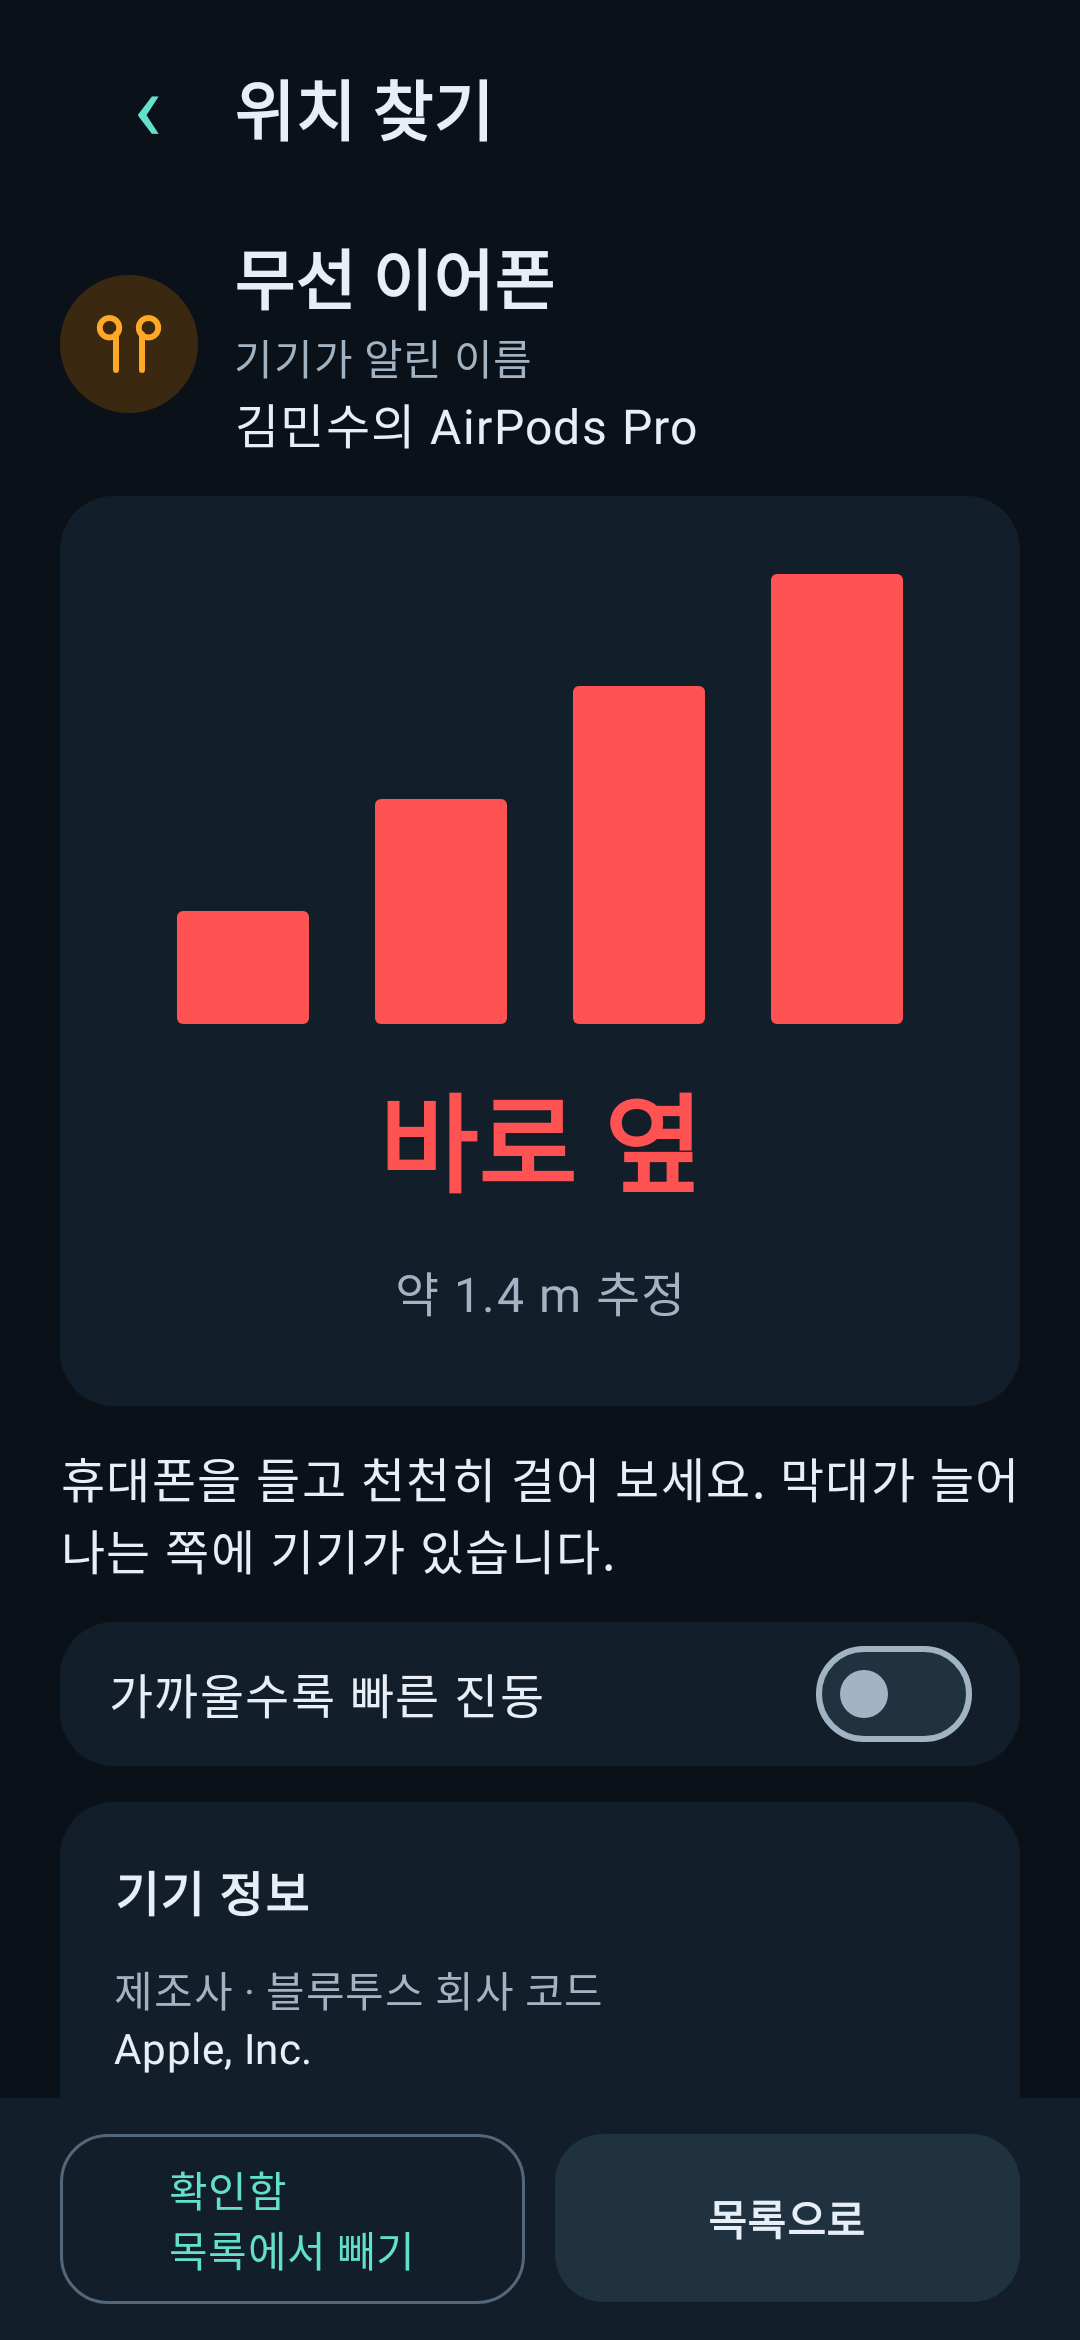 위치 찾기
무선 이어폰
기기가 알린 이름
김민수의 AirPods Pro
바로 옆
약 1.4 m 추정
휴대폰을 들고 천천히 걸어 보세요. 막대가 늘어
나는 쪽에 기기가 있습니다.
가까울수록 빠른 진동
기기 정보
제조사 · 블루투스 회사 코드
Apple, Inc.
확인함
목록에서 빼기
목록으로